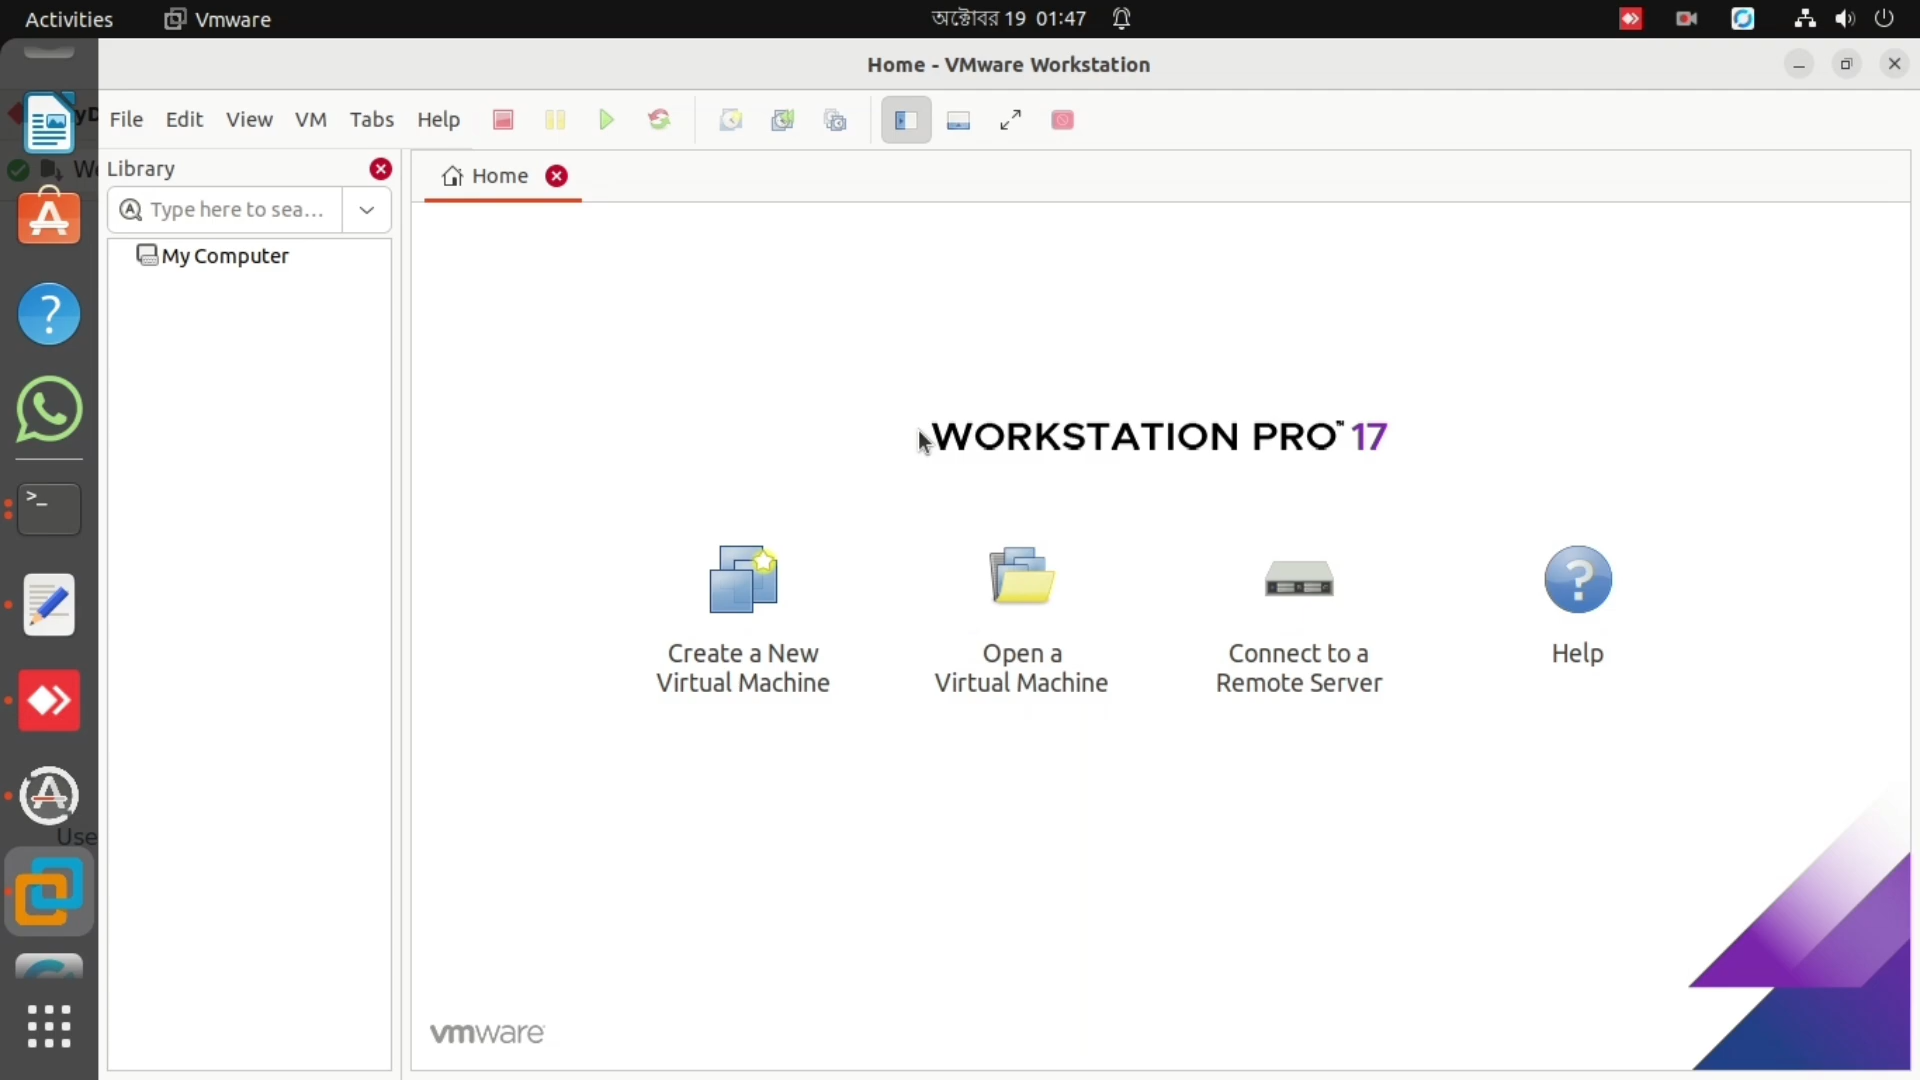 Activities Vmware অক্টোবর 19 01:47
Home - VMware Workstation
File Edit View VM Tabs Help
Library
Type here to sea...
My Computer
Home
WORKSTATION PRO™ 17
Create a New
Virtual Machine
Open a
Virtual Machine
Connect to a
Remote Server
Help
vmware
Use